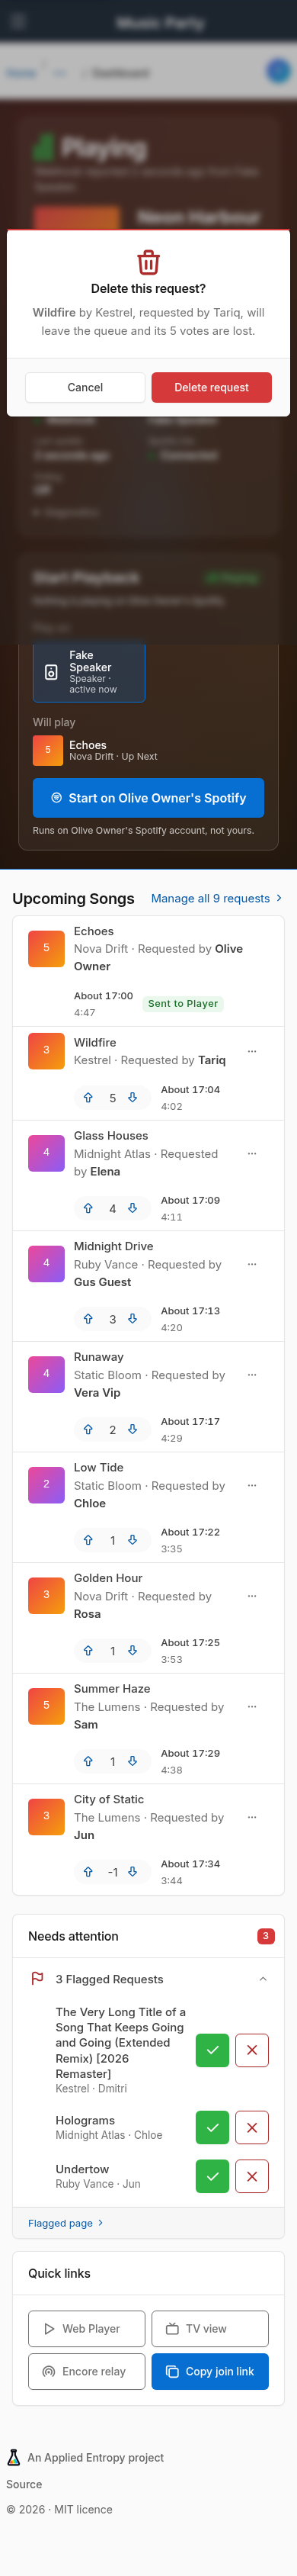 Music Party
Home
Dashboard
Playing
Neon Harbour
Delete this request?
Wildfire by Kestrel, requested by Tariq, will
leave the queue and its 5 votes are lost.
Cancel
Delete request
Connected
Start Playback
Fake
Speaker
Speaker ·
active now
Will play
5
Echoes
Nova Drift · Up Next
Start on Olive Owner's Spotify
Runs on Olive Owner's Spotify account, not yours.
Upcoming Songs
Manage all 9 requests
5
Echoes
Nova Drift · Requested by Olive
Owner
About 17:00
4:47
Sent to Player
3
Wildfire
Kestrel · Requested by Tariq
5
About 17:04
4:02
4
Glass Houses
Midnight Atlas · Requested
by Elena
4
About 17:09
4:11
4
Midnight Drive
Ruby Vance · Requested by
Gus Guest
3
About 17:13
4:20
4
Runaway
Static Bloom · Requested by
Vera Vip
2
About 17:17
4:29
2
Low Tide
Static Bloom · Requested by
Chloe
1
About 17:22
3:35
3
Golden Hour
Nova Drift · Requested by
Rosa
1
About 17:25
3:53
5
Summer Haze
The Lumens · Requested by
Sam
1
About 17:29
4:38
3
City of Static
The Lumens · Requested by
Jun
-1
About 17:34
3:44
Needs attention
3
3 Flagged Requests
The Very Long Title of a
Song That Keeps Going
and Going (Extended
Remix) [2026
Remaster]
Kestrel · Dmitri
Holograms
Midnight Atlas · Chloe
Undertow
Ruby Vance · Jun
Flagged page
Quick links
Web Player
TV view
Encore relay
Copy join link
An Applied Entropy project
Source
© 2026 · MIT licence